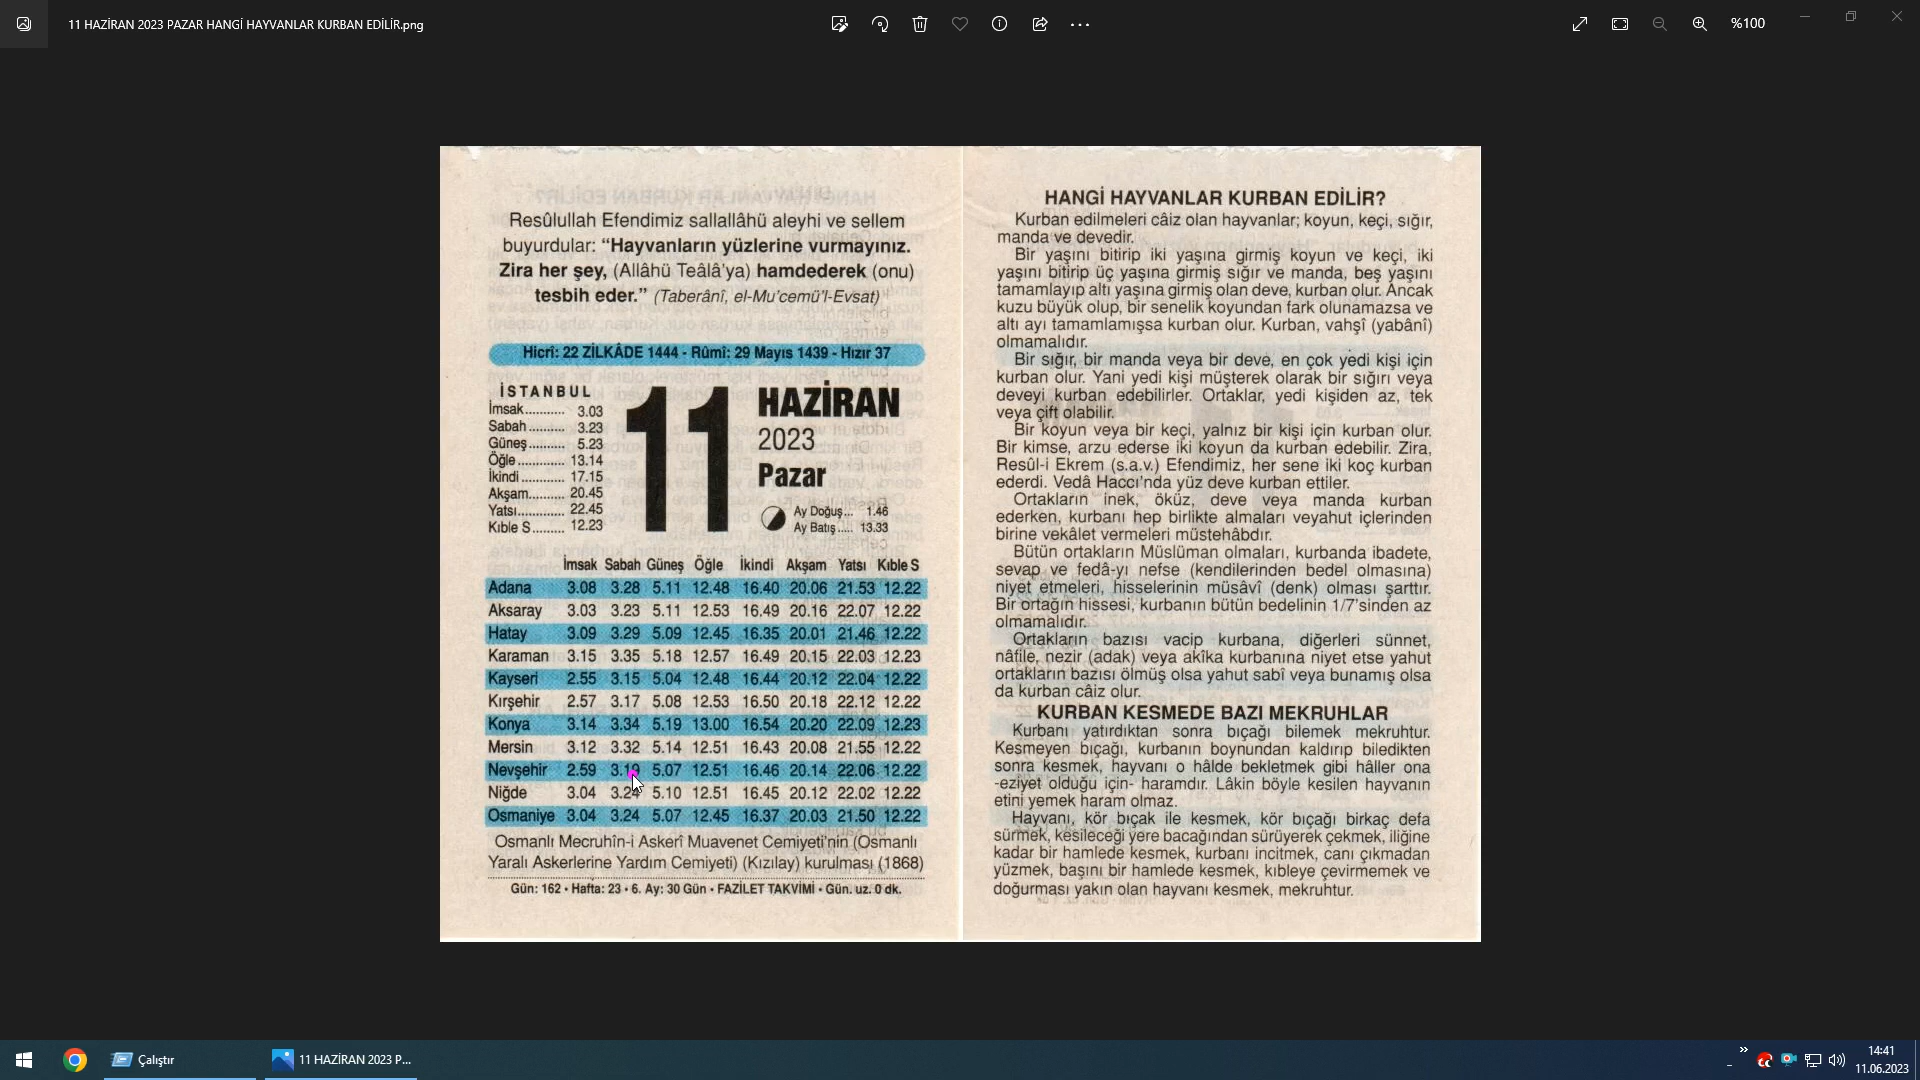 11 HAZİRAN 2023 PAZAR HANGİ HAYVANLAR KURBAN EDİLİR.png
%100
Resûlullah Efendimiz sallallâhü aleyhi ve sellem
buyurdular: “Hayvanların yüzlerine vurmayınız.
Zira her şey, (Allâhü Teâlâ’ya) hamdederek (onu)
tesbih eder.” (Taberânî, el-Mu’cemü’l-Evsat)
Hicrî: 22 ZİLKÂDE 1444 - Rûmî: 29 Mayıs 1439 - Hızır 37
İSTANBUL
İmsak........... 3.03
Sabah.......... 3.23
Güneş.......... 5.23
Öğle............. 13.14
İkindi............ 17.15
Akşam.......... 20.45
Yatsı............. 22.45
Kıble S......... 12.23
11
HAZİRAN
2023
Pazar
Ay Doğuş... 1.46
Ay Batış..... 13.33
İmsak Sabah Güneş Öğle İkindi Akşam Yatsı Kıble S
Adana 3.08 3.28 5.11 12.48 16.40 20.06 21.53 12.22
Aksaray 3.03 3.23 5.11 12.53 16.49 20.16 22.07 12.22
Hatay 3.09 3.29 5.09 12.45 16.35 20.01 21.46 12.22
Karaman 3.15 3.35 5.18 12.57 16.49 20.15 22.03 12.23
Kayseri 2.55 3.15 5.04 12.48 16.44 20.12 22.04 12.22
Kırşehir 2.57 3.17 5.08 12.53 16.50 20.18 22.12 12.22
Konya 3.14 3.34 5.19 13.00 16.54 20.20 22.09 12.23
Mersin 3.12 3.32 5.14 12.51 16.43 20.08 21.55 12.22
Nevşehir 2.59 3.19 5.07 12.51 16.46 20.14 22.06 12.22
Niğde 3.04 3.24 5.10 12.51 16.45 20.12 22.02 12.22
Osmaniye 3.04 3.24 5.07 12.45 16.37 20.03 21.50 12.22
Osmanlı Mecruhîn-i Askerî Muavenet Cemiyeti’nin (Osmanlı
Yaralı Askerlerine Yardım Cemiyeti) (Kızılay) kurulması (1868)
Gün: 162 • Hafta: 23 • 6. Ay: 30 Gün • FAZİLET TAKVİMİ • Gün. uz. 0 dk.
HANGİ HAYVANLAR KURBAN EDİLİR?
Kurban edilmeleri câiz olan hayvanlar; koyun, keçi, sığır,
manda ve devedir.
Bir yaşını bitirip iki yaşına girmiş koyun ve keçi, iki
yaşını bitirip üç yaşına girmiş sığır ve manda, beş yaşını
tamamlayıp altı yaşına girmiş olan deve, kurban olur. Ancak
kuzu büyük olup, bir senelik koyundan fark olunamazsa ve
altı ayı tamamlamışsa kurban olur. Kurban, vahşî (yabânî)
olmamalıdır.
Bir sığır, bir manda veya bir deve, en çok yedi kişi için
kurban olur. Yani yedi kişi müşterek olarak bir sığırı veya
deveyi kurban edebilirler. Ortaklar, yedi kişiden az, tek
veya çift olabilir.
Bir koyun veya bir keçi, yalnız bir kişi için kurban olur.
Bir kimse, arzu ederse iki koyun da kurban edebilir. Zira,
Resûl-i Ekrem (s.a.v.) Efendimiz, her sene iki koç kurban
ederdi. Vedâ Haccı’nda yüz deve kurban ettiler.
Ortakların inek, öküz, deve veya manda kurban
ederken, kurbanı hep birlikte almaları veyahut içlerinden
birine vekâlet vermeleri müstehâbdır.
Bütün ortakların Müslüman olmaları, kurbanda ibadete,
sevap ve fedâ-yı nefse (kendilerinden bedel olmasına)
niyet etmeleri, hisselerinin müsâvî (denk) olması şarttır.
Bir ortağın hissesi, kurbanın bütün bedelinin 1/7’sinden az
olmamalıdır.
Ortakların bazısı vacip kurbana, diğerleri sünnet,
nâfile, nezir (adak) veya akîka kurbanına niyet etse yahut
ortakların bazısı ölmüş olsa yahut sabî veya bunamış olsa
da kurban câiz olur.
KURBAN KESMEDE BAZI MEKRUHLAR
Kurbanı yatırdıktan sonra bıçağı bilemek mekruhtur.
Kesmeyen bıçağı, kurbanın boynundan kaldırıp biledikten
sonra kesmek, hayvanı o hâlde bekletmek gibi hâller ona
-eziyet olduğu için- haramdır. Lâkin böyle kesilen hayvanın
etini yemek haram olmaz.
Hayvanı, kör bıçak ile kesmek, kör bıçağı birkaç defa
sürmek, kesileceği yere bacağından sürüyerek çekmek, iliğine
kadar bir hamlede kesmek, kurbanı incitmek, canı çıkmadan
yüzmek, başını bir hamlede kesmek, kıbleye çevirmemek ve
doğurması yakın olan hayvanı kesmek, mekruhtur.
Çalıştır
11 HAZİRAN 2023 P...
14:41
11.06.2023